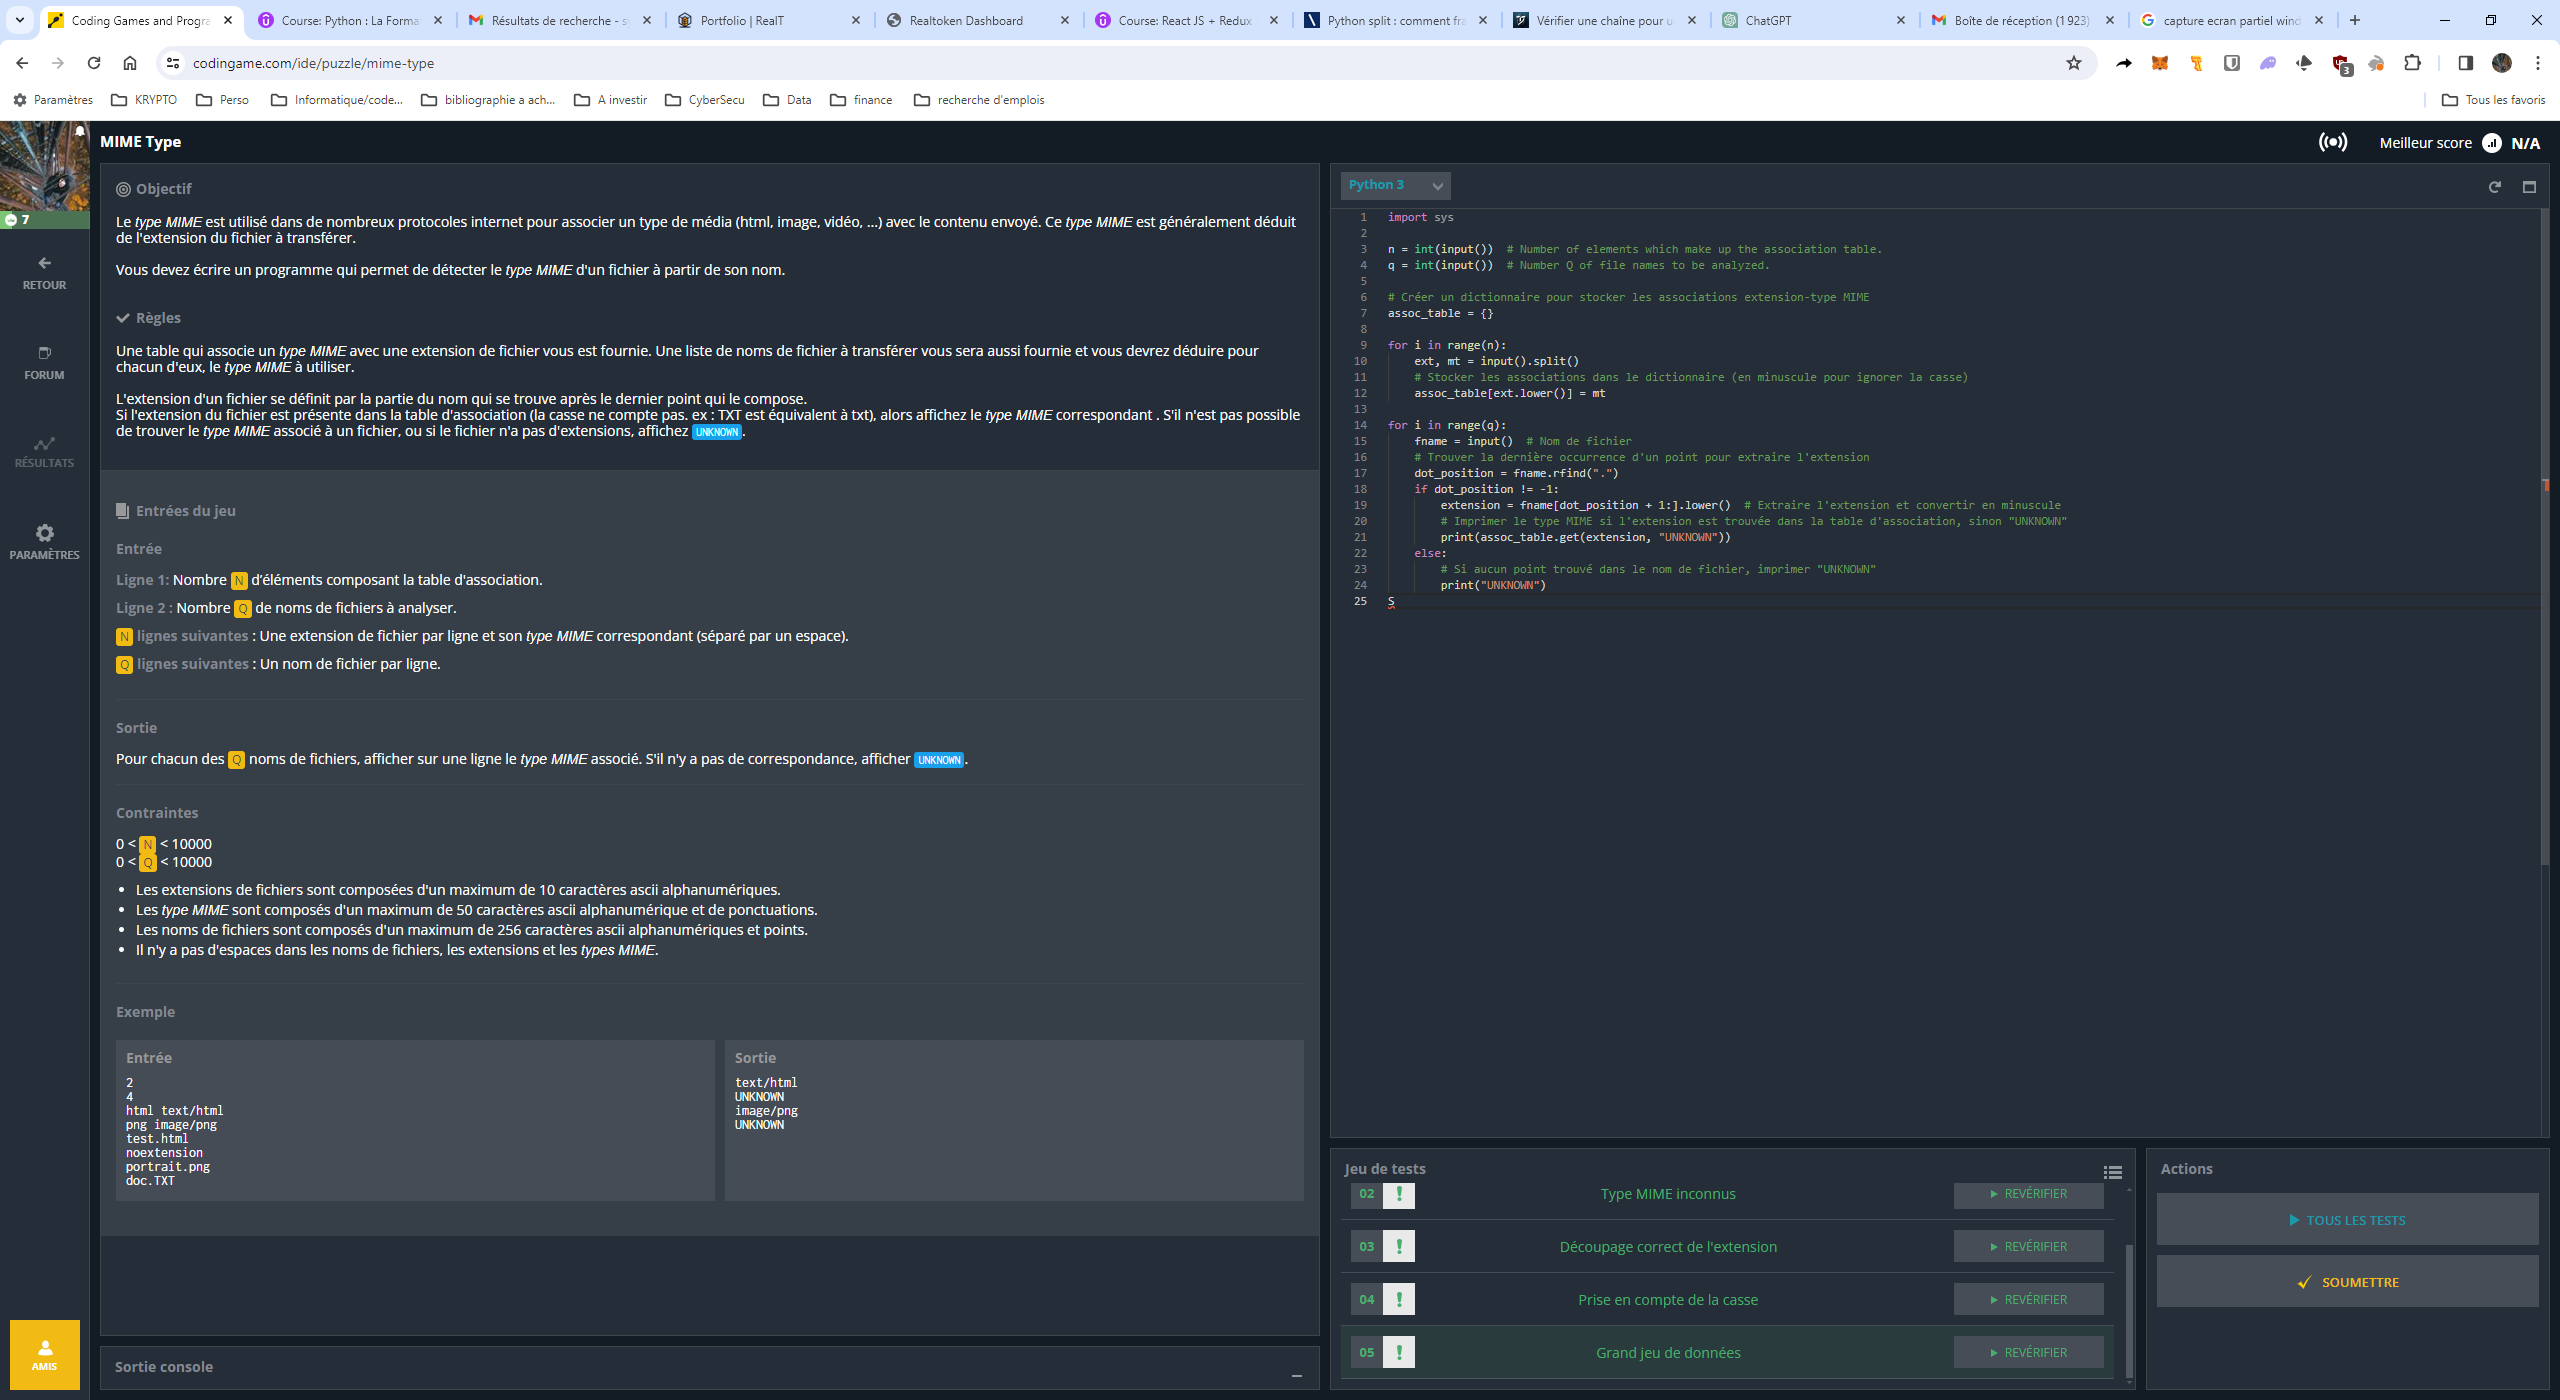 Coding Games and Progra
Course: Python : La Forma
Résultats de recherche - s
Portfolio | RealT
Realtoken Dashboard
Course: React JS + Redux
Python split : comment fra
Vérifier une chaîne pour u
ChatGPT
Boîte de réception (1 923)
capture ecran partiel wind
codingame.com/ide/puzzle/mime-type
3
Paramètres
KRYPTO
Perso
Informatique/code...
bibliographie a ach...
A investir
CyberSecu
Data
finance
recherche d'emplois
Tous les favoris
7
RETOUR
FORUM
RÉSULTATS
PARAMÈTRES
AMIS
MIME Type
Meilleur score N/A
Objectif
Le type MIME est utilisé dans de nombreux protocoles internet pour associer un type de média (html, image, vidéo, ...) avec le contenu envoyé. Ce type MIME est généralement déduit
de l'extension du fichier à transférer.
Vous devez écrire un programme qui permet de détecter le type MIME d'un fichier à partir de son nom.
Règles
Une table qui associe un type MIME avec une extension de fichier vous est fournie. Une liste de noms de fichier à transférer vous sera aussi fournie et vous devrez déduire pour
chacun d'eux, le type MIME à utiliser.
L'extension d'un fichier se définit par la partie du nom qui se trouve après le dernier point qui le compose.
Si l'extension du fichier est présente dans la table d'association (la casse ne compte pas. ex : TXT est équivalent à txt), alors affichez le type MIME correspondant . S'il n'est pas possible
de trouver le type MIME associé à un fichier, ou si le fichier n'a pas d'extensions, affichez UNKNOWN.
Entrées du jeu
Entrée
Ligne 1: Nombre N d'éléments composant la table d'association.
Ligne 2 : Nombre Q de noms de fichiers à analyser.
N lignes suivantes : Une extension de fichier par ligne et son type MIME correspondant (séparé par un espace).
Q lignes suivantes : Un nom de fichier par ligne.
Sortie
Pour chacun des Q noms de fichiers, afficher sur une ligne le type MIME associé. S'il n'y a pas de correspondance, afficher UNKNOWN.
Contraintes
0 < N < 10000
0 < Q < 10000
• Les extensions de fichiers sont composées d'un maximum de 10 caractères ascii alphanumériques.
• Les type MIME sont composés d'un maximum de 50 caractères ascii alphanumérique et de ponctuations.
• Les noms de fichiers sont composés d'un maximum de 256 caractères ascii alphanumériques et points.
• Il n'y a pas d'espaces dans les noms de fichiers, les extensions et les types MIME.
Exemple
Entrée
2
4
html text/html
png image/png
test.html
noextension
portrait.png
doc.TXT
Sortie
text/html
UNKNOWN
image/png
UNKNOWN
Sortie console
Python 3
1 import sys
2
3 n = int(input())  # Number of elements which make up the association table.
4 q = int(input())  # Number Q of file names to be analyzed.
5
6 # Créer un dictionnaire pour stocker les associations extension-type MIME
7 assoc_table = {}
8
9 for i in range(n):
10     ext, mt = input().split()
11     # Stocker les associations dans le dictionnaire (en minuscule pour ignorer la casse)
12     assoc_table[ext.lower()] = mt
13
14 for i in range(q):
15     fname = input()  # Nom de fichier
16     # Trouver la dernière occurrence d'un point pour extraire l'extension
17     dot_position = fname.rfind(".")
18     if dot_position != -1:
19         extension = fname[dot_position + 1:].lower()  # Extraire l'extension et convertir en minuscule
20         # Imprimer le type MIME si l'extension est trouvée dans la table d'association, sinon "UNKNOWN"
21         print(assoc_table.get(extension, "UNKNOWN"))
22     else:
23         # Si aucun point trouvé dans le nom de fichier, imprimer "UNKNOWN"
24         print("UNKNOWN")
25 S
Jeu de tests
02 ! Type MIME inconnus REVÉRIFIER
03 ! Découpage correct de l'extension REVÉRIFIER
04 ! Prise en compte de la casse REVÉRIFIER
05 ! Grand jeu de données REVÉRIFIER
Actions
TOUS LES TESTS
SOUMETTRE